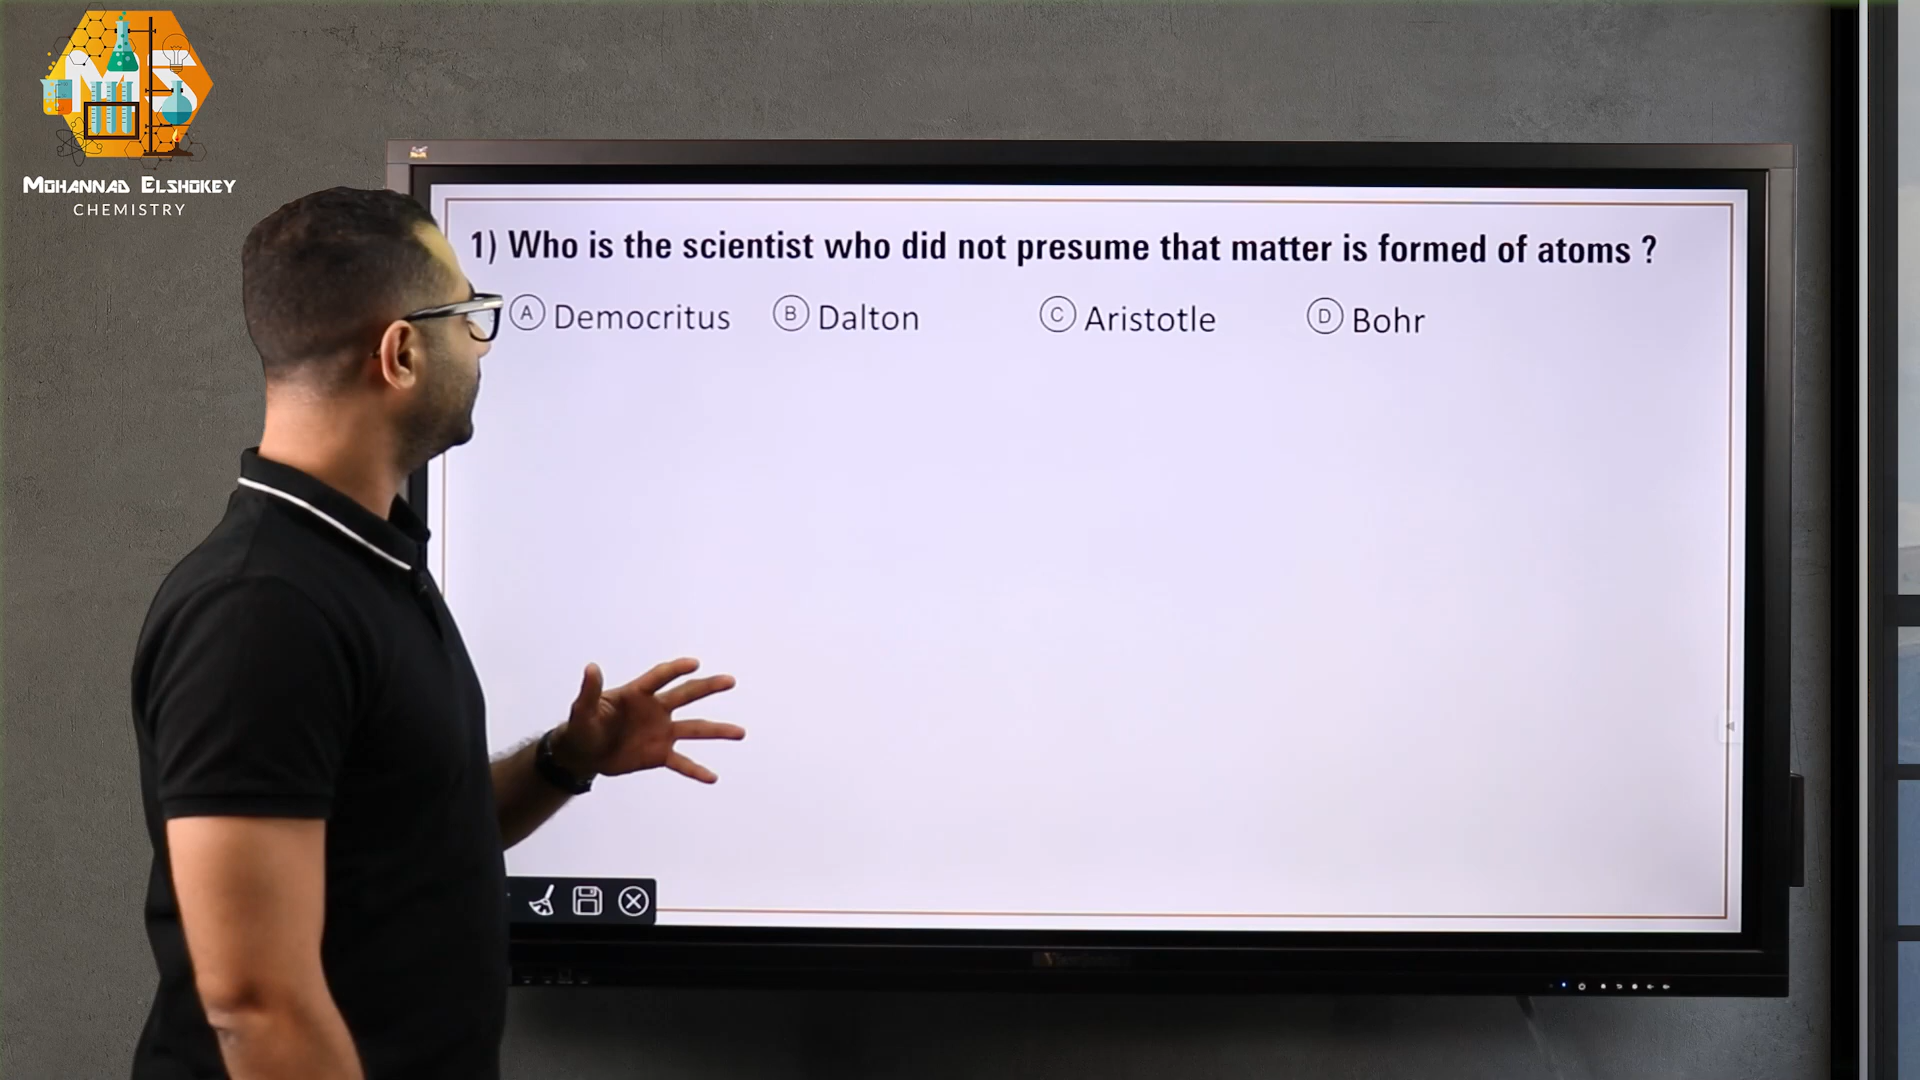 MS
MOHANNAD ELSHOKEY
CHEMISTRY
1) Who is the scientist who did not presume that matter is formed of atoms ?
A Democritus B Dalton C Aristotle D Bohr